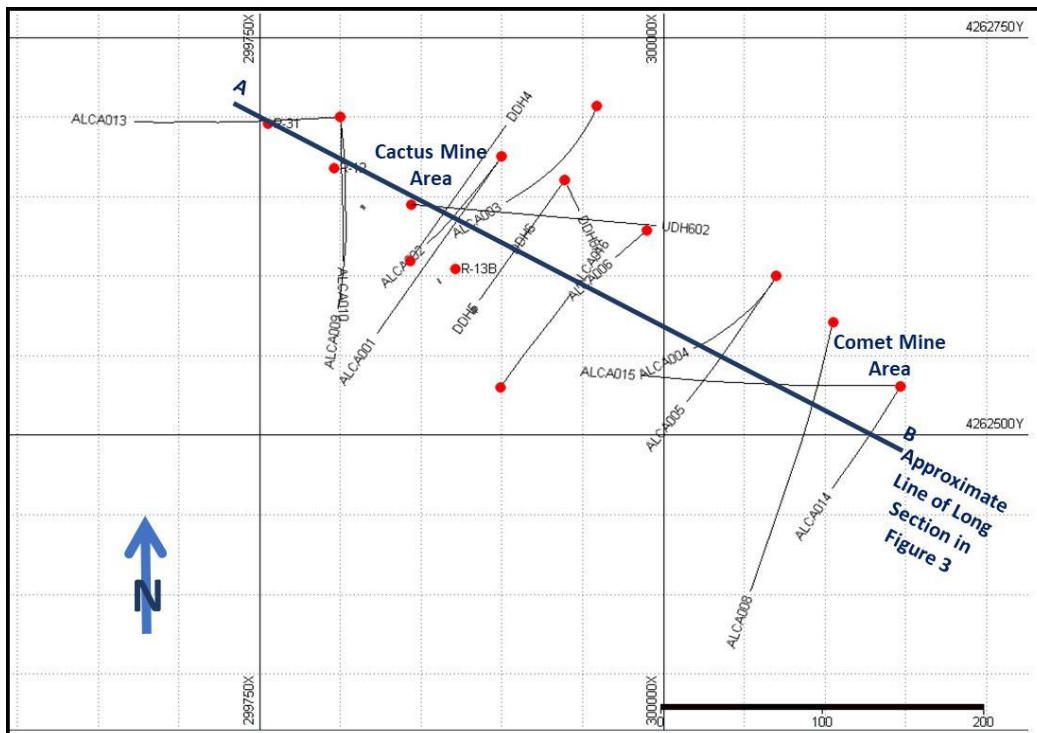 4262750Y
299750X
300000X
A
DDH4
ALCA013
R-31
R-12
Cactus Mine
Area
ALCA003
UDH602
DDH6
ALCA002
ALCA006
R-13B
ALCA010
ALCA009
DDH5
ALCA001
Comet Mine
Area
ALCA015
ALCA004
ALCA005
4262500Y
B
Approximate
Line of Long
Section in
Figure 3
ALCA014
ALCA008
N
299750X
300000X
0
100
200